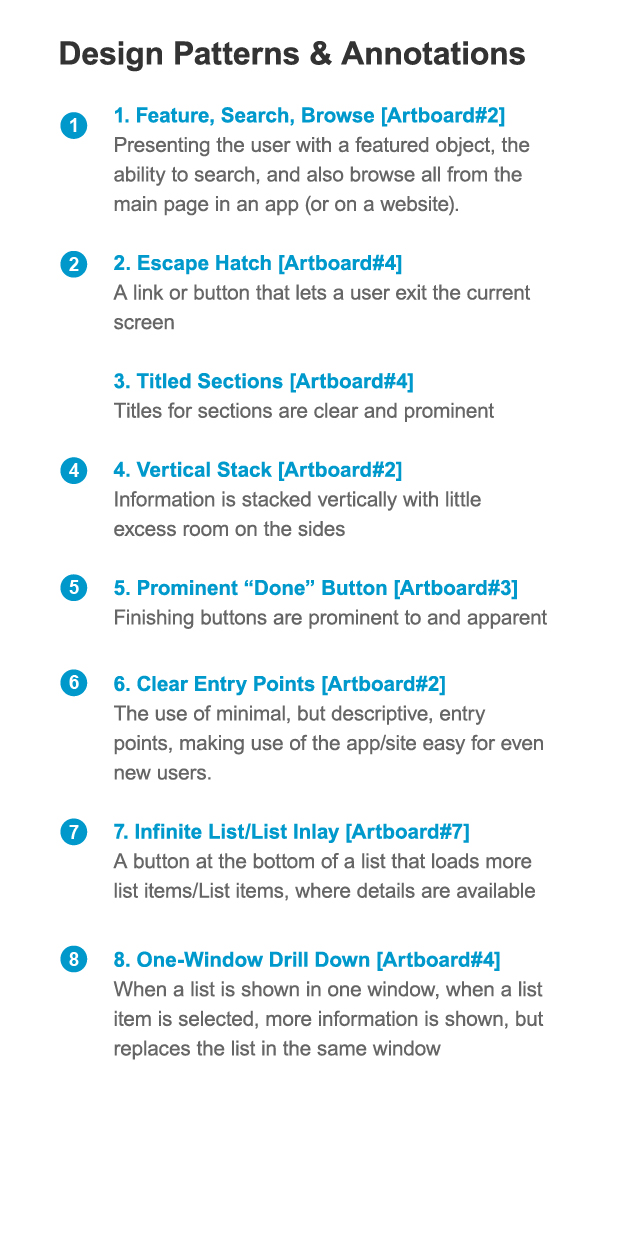 Design Patterns & Annotations
1 1. Feature, Search, Browse [Artboard#2]
Presenting the user with a featured object, the
ability to search, and also browse all from the
main page in an app (or on a website).
2 2. Escape Hatch [Artboard#4]
A link or button that lets a user exit the current
screen
3. Titled Sections [Artboard#4]
Titles for sections are clear and prominent
4 4. Vertical Stack [Artboard#2]
Information is stacked vertically with little
excess room on the sides
5 5. Prominent “Done” Button [Artboard#3]
Finishing buttons are prominent to and apparent
6 6. Clear Entry Points [Artboard#2]
The use of minimal, but descriptive, entry
points, making use of the app/site easy for even
new users.
7 7. Infinite List/List Inlay [Artboard#7]
A button at the bottom of a list that loads more
list items/List items, where details are available
8 8. One-Window Drill Down [Artboard#4]
When a list is shown in one window, when a list
item is selected, more information is shown, but
replaces the list in the same window